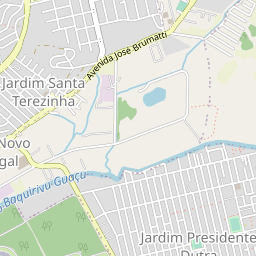 Avenida José Brumatti
Jardim Santa
Terezinha
Novo
gal
Baquirivu Guaçu
Jardim Presidente
Dutra